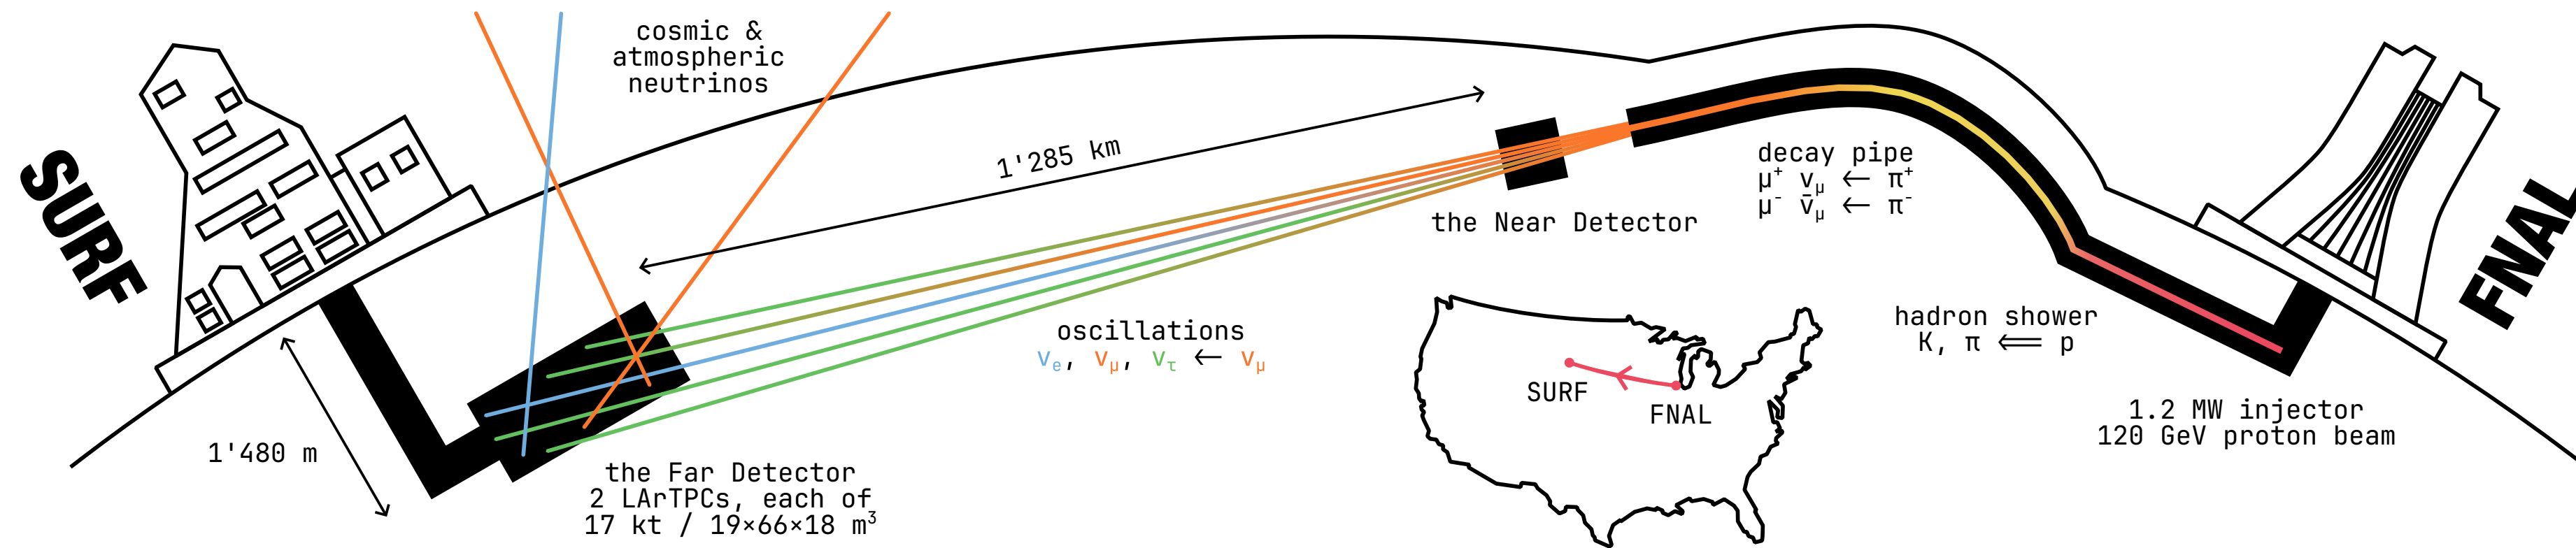 SURF
cosmic &
atmospheric
neutrinos
1'285 km
the Near Detector
decay pipe
μ⁺ ν_μ ← π⁺
μ⁻ ν̄_μ ← π⁻
FNAL
oscillations
ν_e, ν_μ, ν_τ ← ν_μ
SURF
FNAL
hadron shower
K, π ⟸ p
1.2 MW injector
120 GeV proton beam
1'480 m
the Far Detector
2 LArTPCs, each of
17 kt / 19×66×18 m³